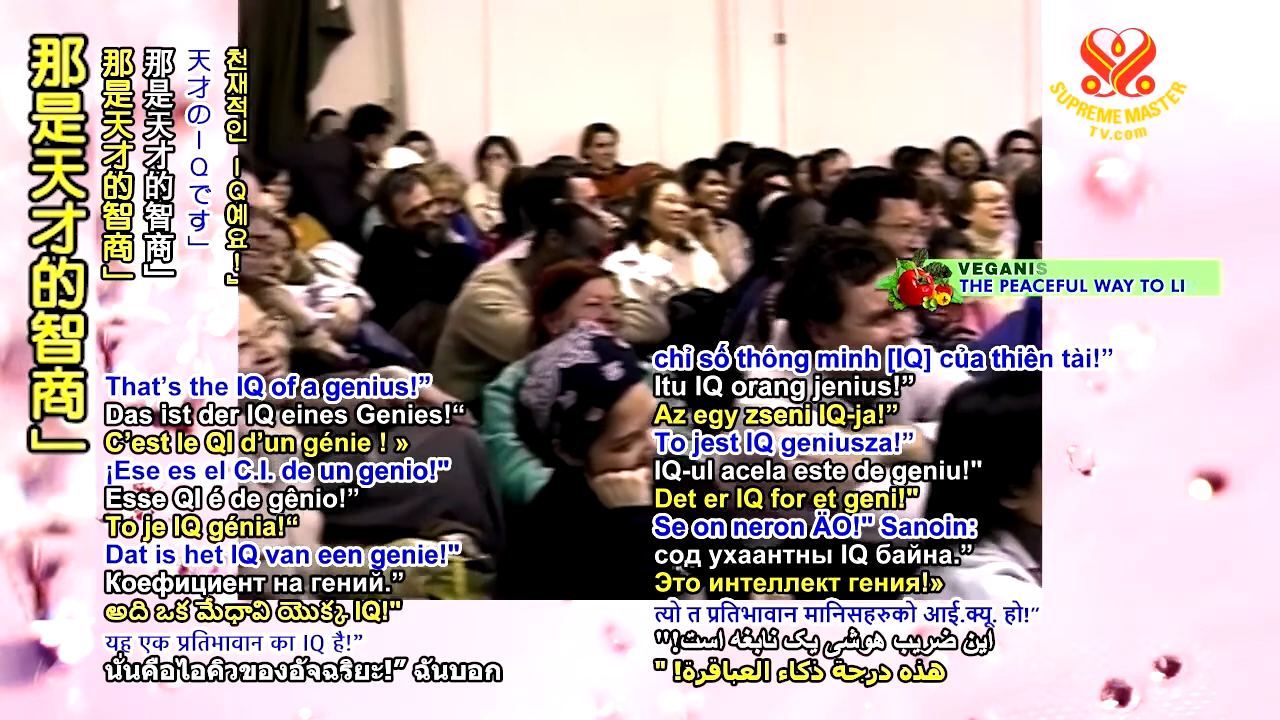 那是天才的智商」
那是天才的智商」
那是天才的智商」
天才のIQです」
천재적인 IQ예요!』
SUPREME MASTER
TV.com
VEGANIS
THE PEACEFUL WAY TO LI
That’s the IQ of a genius!”
Das ist der IQ eines Genies!“
C’est le QI d’un génie ! »
¡Ese es el C.I. de un genio!"
Esse QI é de gênio!”
To je IQ génia!“
Dat is het IQ van een genie!"
Коефициент на гений.”
అది ఒక మేధావి యొక్క IQ!"
यह एक प्रतिभावान का IQ है!”
นั่นคือไอคิวของอัจฉริยะ!” ฉันบอก
chỉ số thông minh [IQ] của thiên tài!”
Itu IQ orang jenius!”
Az egy zseni IQ-ja!”
To jest IQ geniusza!”
IQ-ul acela este de geniu!"
Det er IQ for et geni!"
Se on neron ÄO!" Sanoin:
сод ухаантны IQ байна.”
Это интеллект гения!»
त्यो त प्रतिभावान मानिसहरुको आई.क्यू. हो!”
این ضریب هوشی یک نابغه است!"
هذه درجة ذكاء العباقرة! "